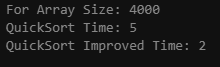 For Array Size: 4000
QuickSort Time: 5
QuickSort Improved Time: 2